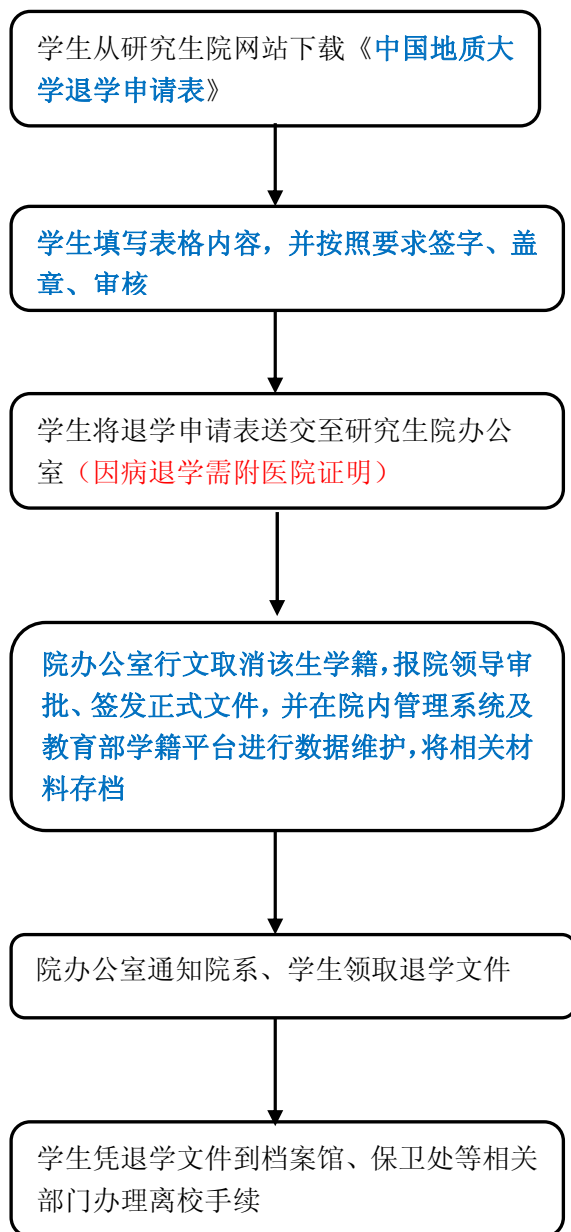 学生从研究生院网站下载《中国地质大
学退学申请表》
学生填写表格内容，并按照要求签字、盖
章、审核
学生将退学申请表送交至研究生院办公
室（因病退学需附医院证明）
院办公室行文取消该生学籍，报院领导审
批、签发正式文件，并在院内管理系统及
教育部学籍平台进行数据维护，将相关材
料存档
院办公室通知院系、学生领取退学文件
学生凭退学文件到档案馆、保卫处等相关
部门办理离校手续